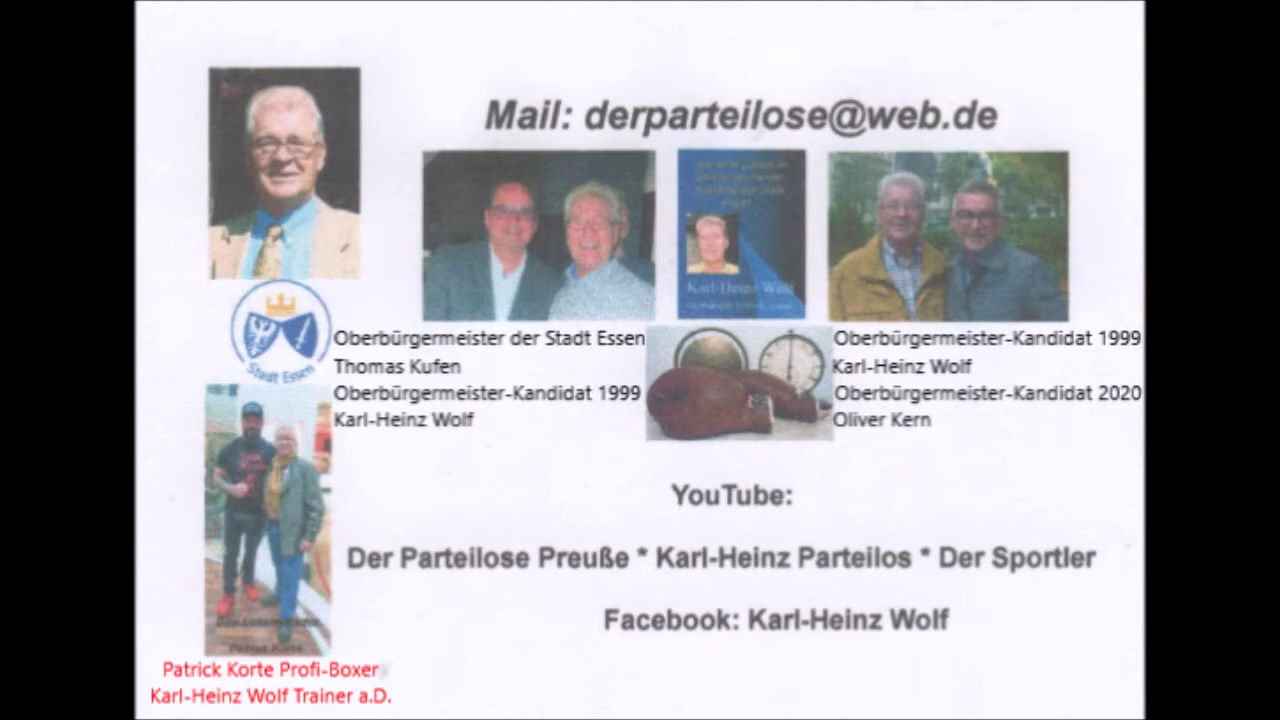 Mail: derparteilose@web.de
Karl-Heinz Wolf
Stadt Essen
Oberbürgermeister der Stadt Essen
Thomas Kufen
Oberbürgermeister-Kandidat 1999
Karl-Heinz Wolf
Oberbürgermeister-Kandidat 1999
Karl-Heinz Wolf
Oberbürgermeister-Kandidat 2020
Oliver Kern
YouTube:
Der Parteilose Preuße * Karl-Heinz Parteilos * Der Sportler
Facebook: Karl-Heinz Wolf
Patrick Korte
Patrick Korte Profi-Boxer
Karl-Heinz Wolf Trainer a.D.